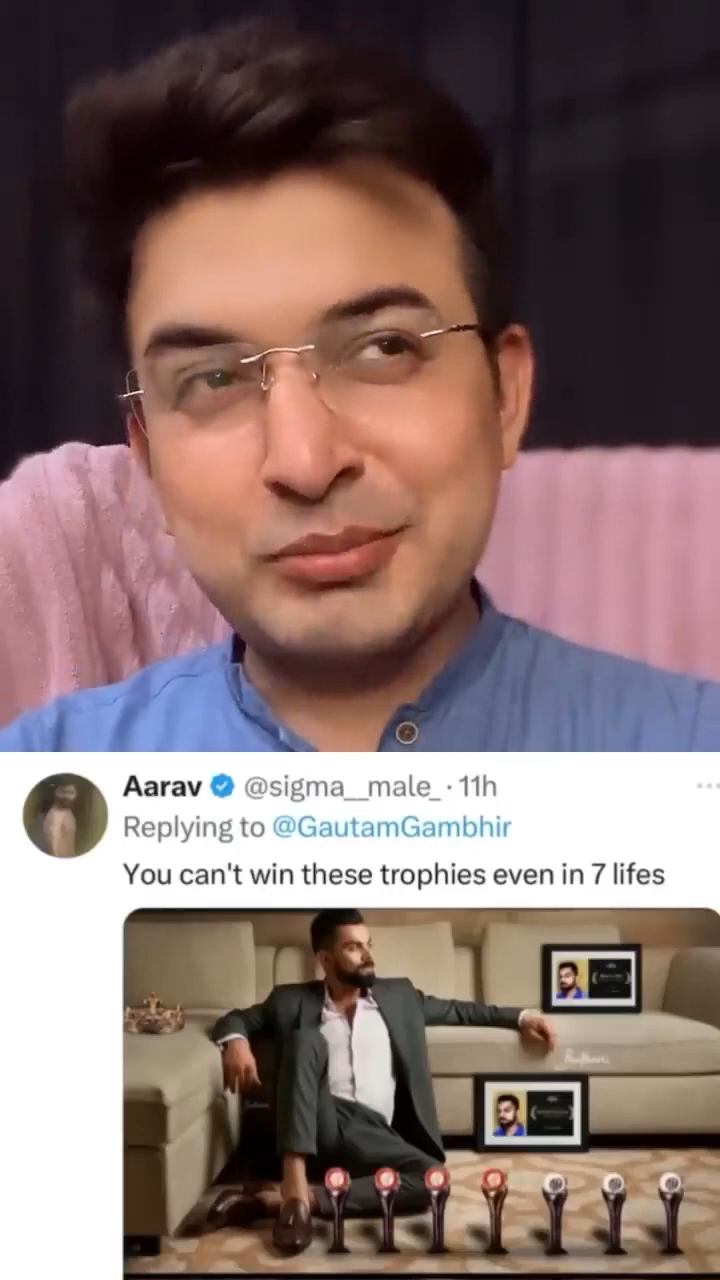 Aarav @sigma__male_ · 11h
Replying to @GautamGambhir
You can't win these trophies even in 7 lifes